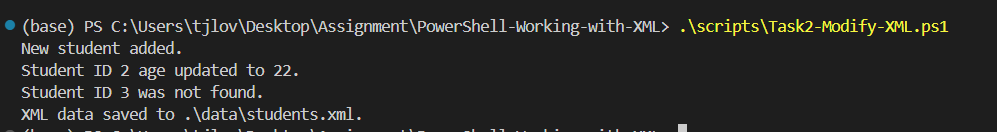 (base) PS C:\Users\tjlov\Desktop\Assignment\PowerShell-Working-with-XML> .\scripts\Task2-Modify-XML.ps1
New student added.
Student ID 2 age updated to 22.
Student ID 3 was not found.
XML data saved to .\data\students.xml.